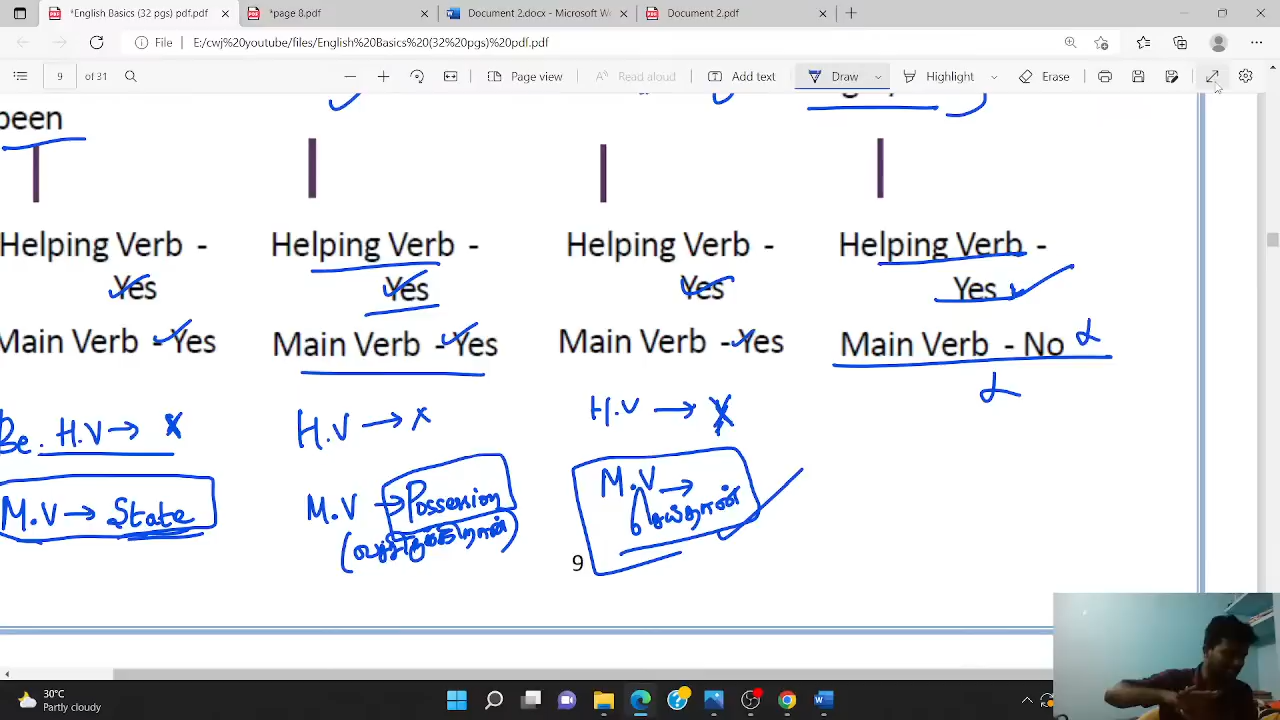 *English Basics (32 pgs) pdf.pdf
*page 8.pdf
Document 2.docx - Microsoft W
Document 2.pdf
File
E:/cwj%20youtube/files/English%20Basics%20(32%20pgs)%20pdf.pdf
9 of 31
Page view
Read aloud
Add text
Draw
Highlight
Erase
been
Helping Verb -
Yes
Main Verb - Yes
Be. H.V → x
M.V → State
Helping Verb -
Yes
Main Verb - Yes
H.V → x
M.V → Possession
Helping Verb -
Yes
Main Verb - Yes
H.V → x
M.V →
Helping Verb -
Yes
Main Verb - No
9
30°C
Partly cloudy